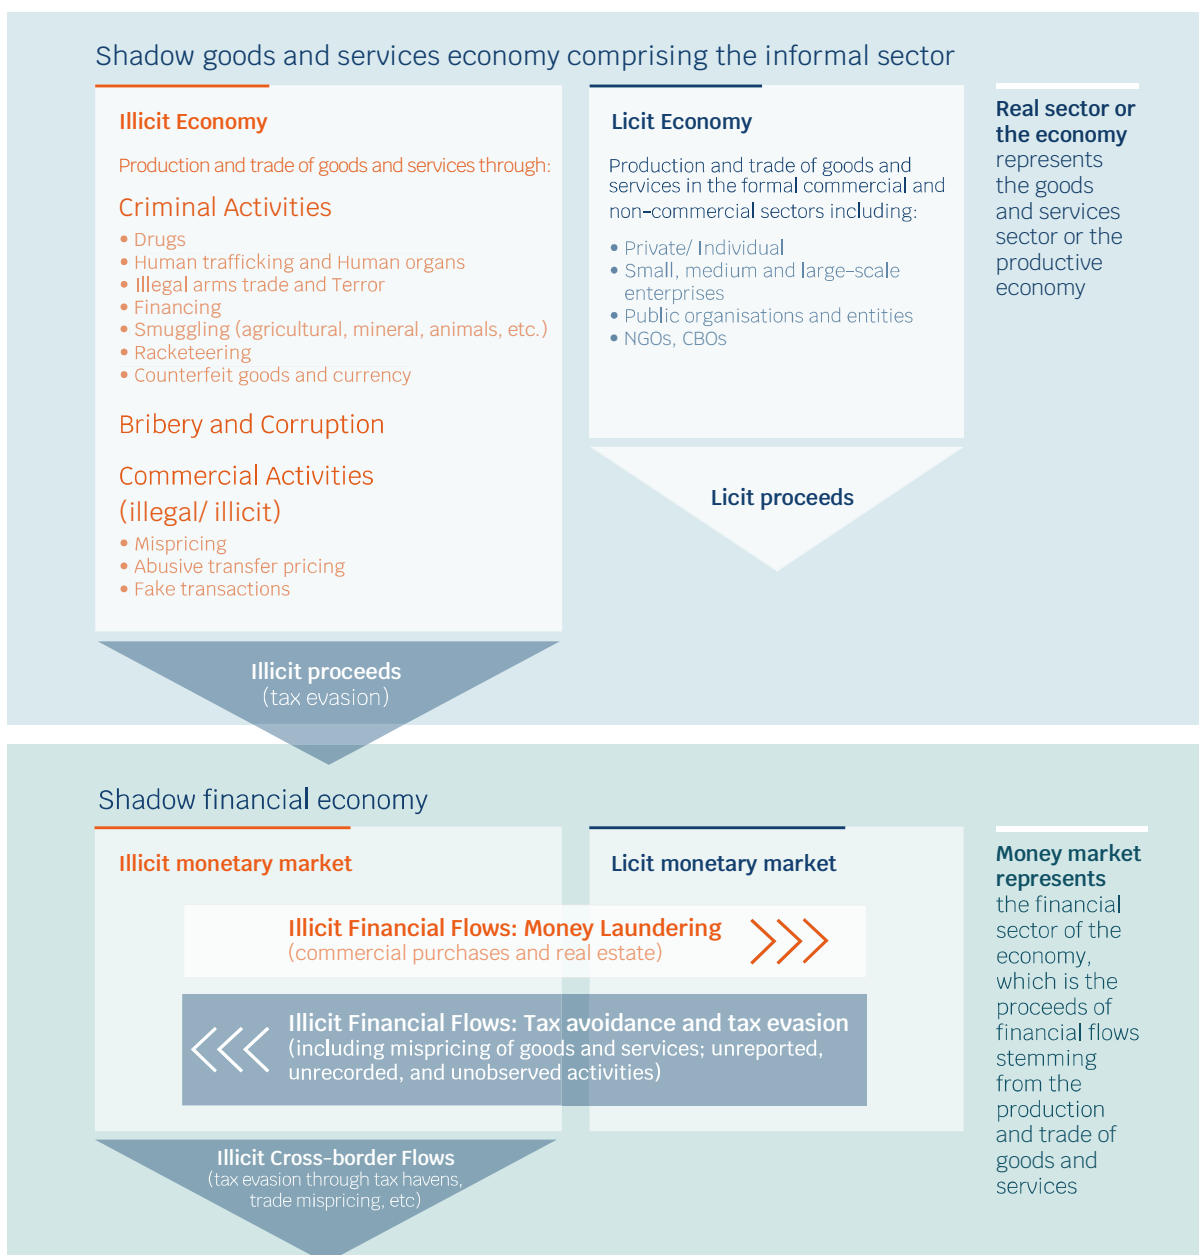 Shadow goods and services economy comprising the informal sector
Illicit Economy
Production and trade of goods and services through:
Criminal Activities
• Drugs
• Human trafficking and Human organs
• Illegal arms trade and Terror
• Financing
• Smuggling (agricultural, mineral, animals, etc.)
• Racketeering
• Counterfeit goods and currency
Bribery and Corruption
Commercial Activities
(illegal/ illicit)
• Mispricing
• Abusive transfer pricing
• Fake transactions
Illicit proceeds
(tax evasion)
Licit Economy
Production and trade of goods and
services in the formal commercial and
non-commercial sectors including:
• Private/ Individual
• Small, medium and large-scale
enterprises
• Public organisations and entities
• NGOs, CBOs
Licit proceeds
Real sector or
the economy
represents
the goods
and services
sector or the
productive
economy
Shadow financial economy
Illicit monetary market
Licit monetary market
Illicit Financial Flows: Money Laundering
(commercial purchases and real estate)
Illicit Financial Flows: Tax avoidance and tax evasion
(including mispricing of goods and services; unreported,
unrecorded, and unobserved activities)
Illicit Cross-border Flows
(tax evasion through tax havens,
trade mispricing, etc)
Money market
represents
the financial
sector of the
economy,
which is the
proceeds of
financial flows
stemming
from the
production
and trade of
goods and
services